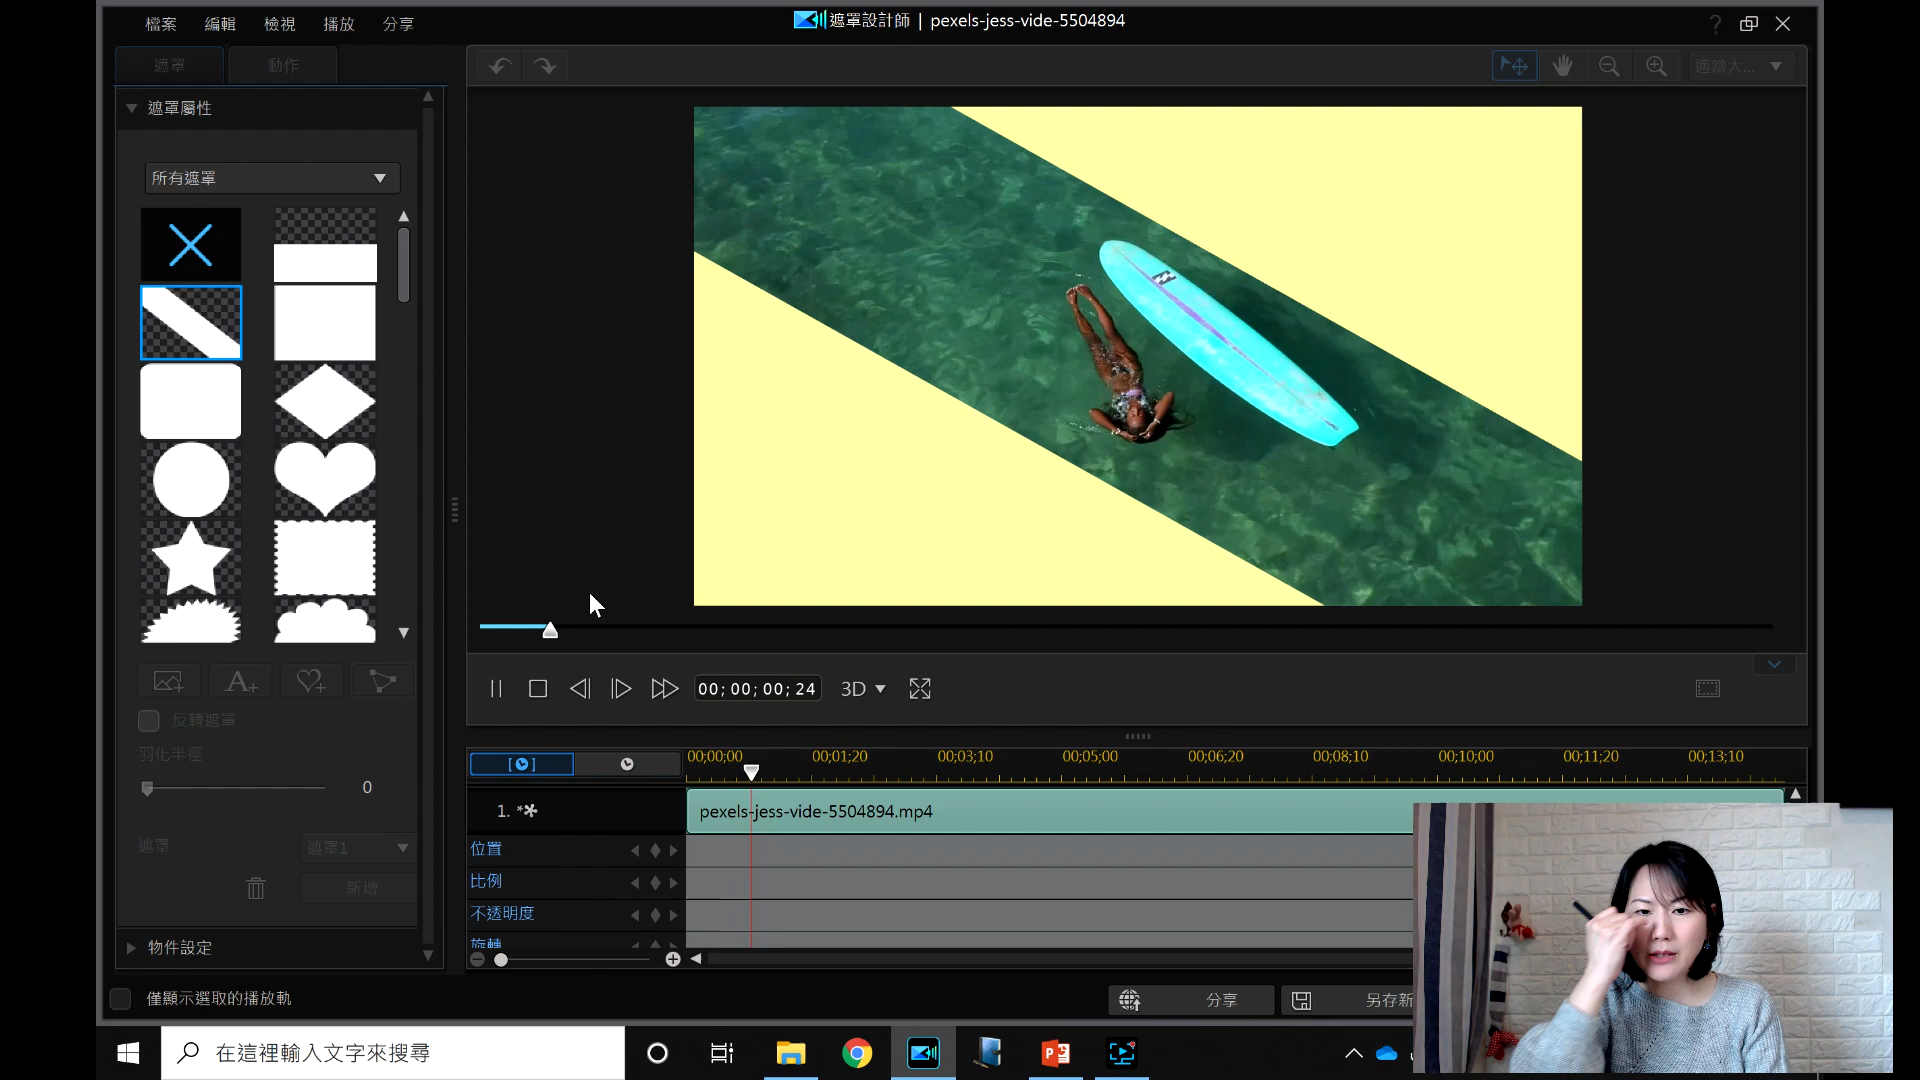 檔案 編輯 檢視 播放 分享
遮罩設計師 | pexels-jess-vide-5504894
?
遮罩 動作
適當大...
遮罩屬性
所有遮罩
反轉遮罩
羽化半徑
0
遮罩 遮罩1
新增
物件設定
僅顯示選取的播放軌
00;00;00;24 3D
00;00;00 00;01;20 00;03;10 00;05;00 00;06;20 00;08;10 00;10;00 00;11;20 00;13;10
1. pexels-jess-vide-5504894.mp4
位置
比例
不透明度
旋轉
分享 另存新
在這裡輸入文字來搜尋